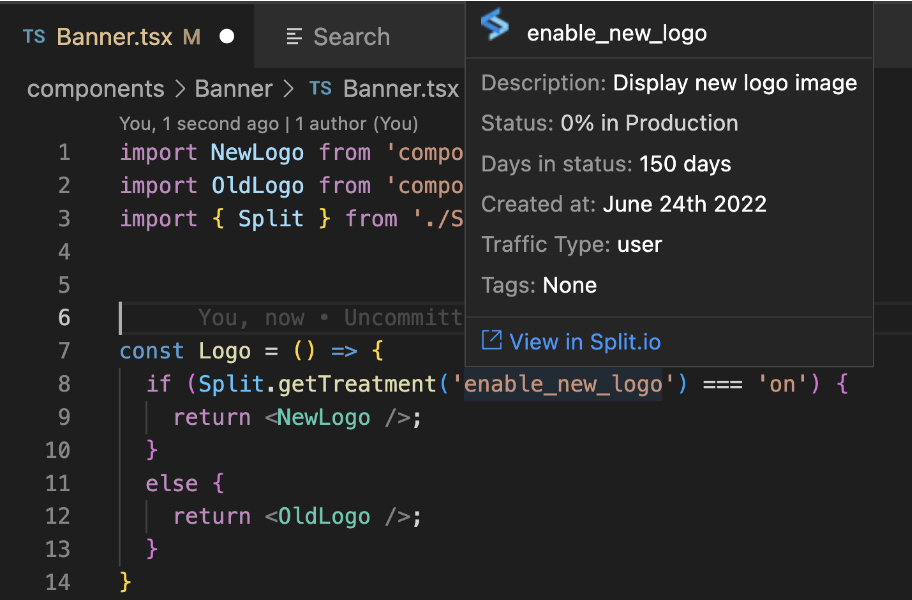 TS Banner.tsx M
Search
components > Banner > TS Banner.tsx
You, 1 second ago | 1 author (You)
1 import NewLogo from 'compo
2 import OldLogo from 'compo
3 import { Split } from './S
4
5
6 You, now • Uncommitt
7 const Logo = () => {
8 if (Split.getTreatment('enable_new_logo') === 'on') {
9 return <NewLogo />;
10 }
11 else {
12 return <OldLogo />;
13 }
14 }
enable_new_logo
Description: Display new logo image
Status: 0% in Production
Days in status: 150 days
Created at: June 24th 2022
Traffic Type: user
Tags: None
View in Split.io